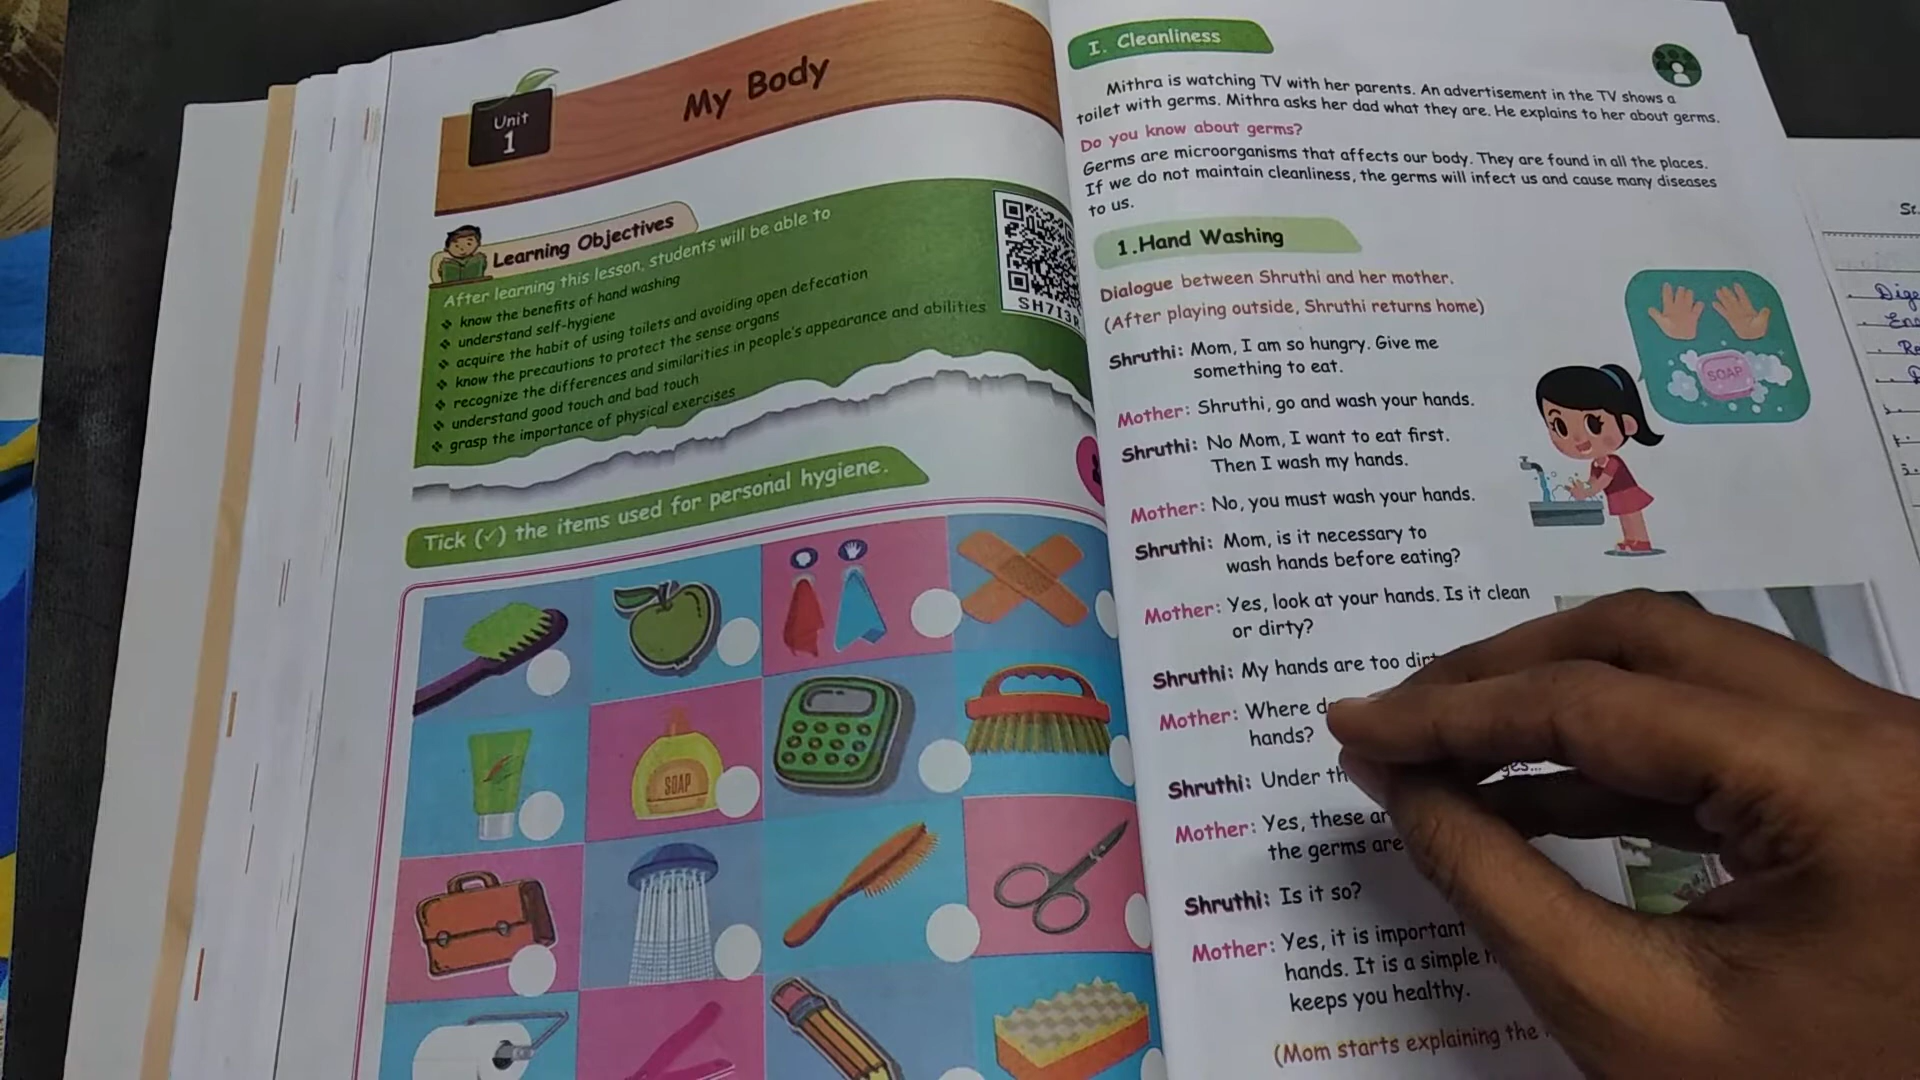 Unit
1
My Body
Learning Objectives
After learning this lesson, students will be able to
❖ know the benefits of hand washing
❖ understand self-hygiene
❖ acquire the habit of using toilets and avoiding open defecation
❖ know the precautions to protect the sense organs
❖ recognize the differences and similarities in people's appearance and abilities
❖ understand good touch and bad touch
❖ grasp the importance of physical exercises
SH7I3R
Tick (✓) the items used for personal hygiene.
SOAP
I. Cleanliness
Mithra is watching TV with her parents. An advertisement in the TV shows a
toilet with germs. Mithra asks her dad what they are. He explains to her about germs.
Do you know about germs?
Germs are microorganisms that affects our body. They are found in all the places.
If we do not maintain cleanliness, the germs will infect us and cause many diseases
to us.
1.Hand Washing
Dialogue between Shruthi and her mother.
(After playing outside, Shruthi returns home)
Shruthi: Mom, I am so hungry. Give me
something to eat.
Mother: Shruthi, go and wash your hands.
Shruthi: No Mom, I want to eat first.
Then I wash my hands.
Mother: No, you must wash your hands.
Shruthi: Mom, is it necessary to
wash hands before eating?
Mother: Yes, look at your hands. Is it clean
or dirty?
Shruthi: My hands are too
Mother: Where
hands?
Shruthi: Under
Mother: Yes, these
the germs are
Shruthi: Is it so?
Mother: Yes, it is important
hands. It is a simple
keeps you healthy.
(Mom starts explaining the
SOAP
St.